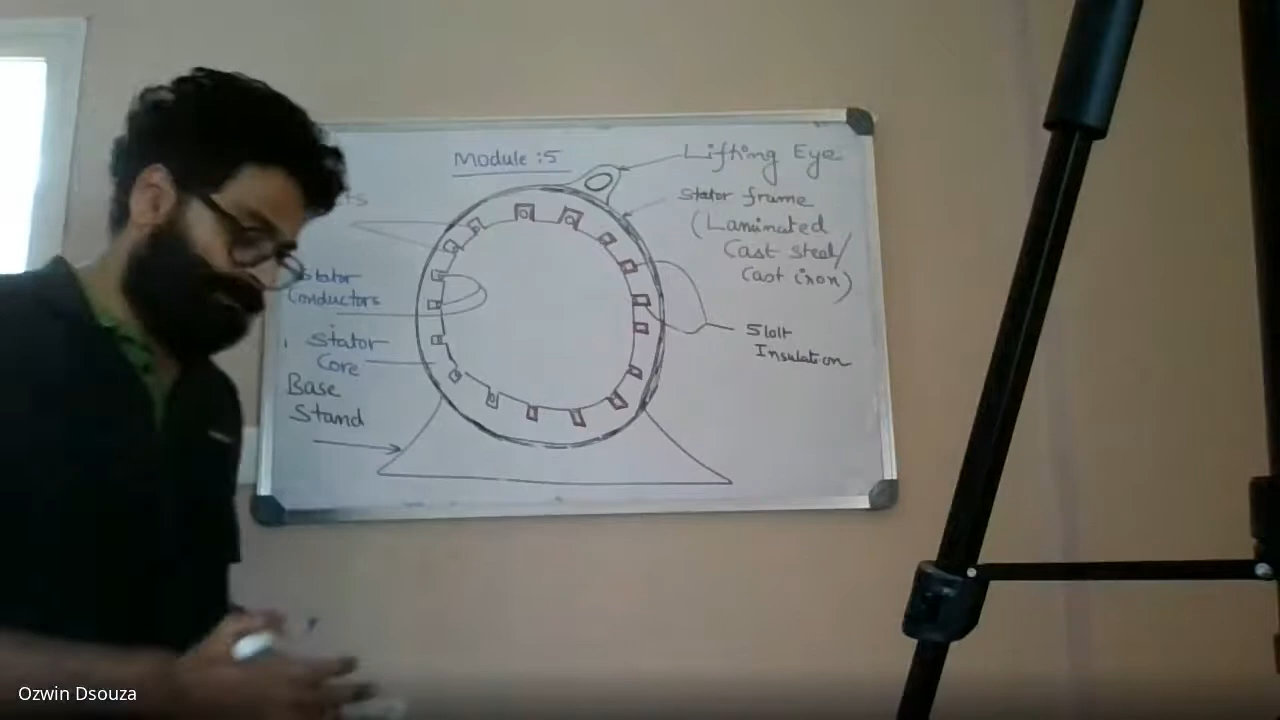 Module :5
Lifting Eye
Stator frame
(Laminated
Cast steel/
Cast iron)
Stator
Conductors
Stator
Core
Base
Stand
Slolt
Insulation
Ozwin Dsouza